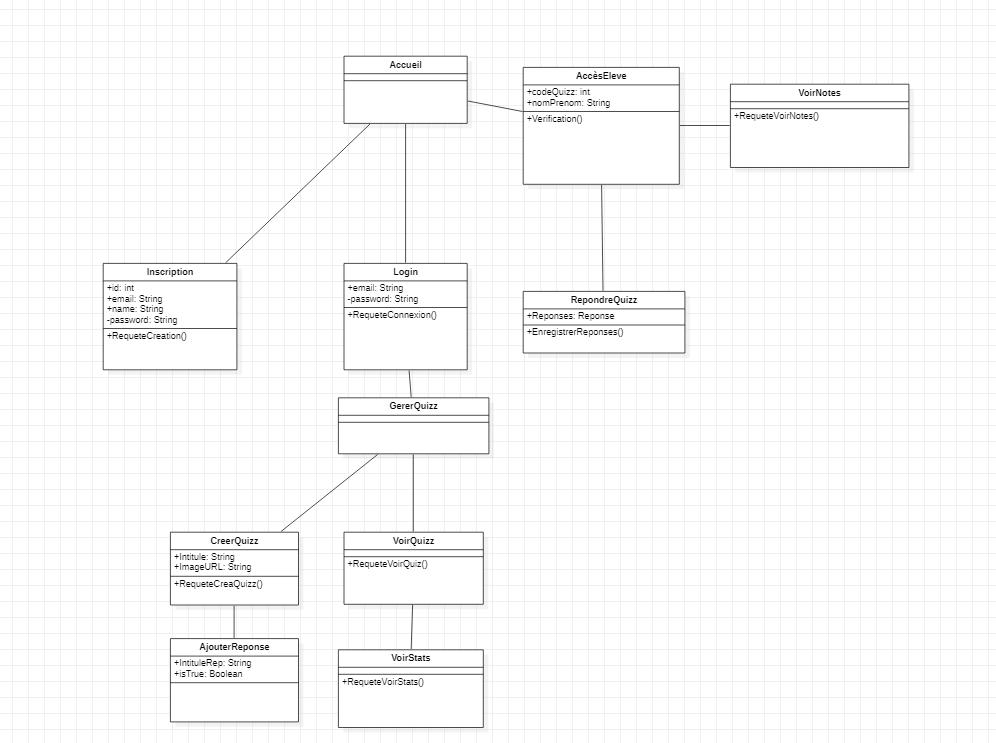 Accueil
AccèsEleve
+codeQuizz: int
+nomPrenom: String
+Verification()
VoirNotes
+RequeteVoirNotes()
Inscription
+id: int
+email: String
+name: String
-password: String
+RequeteCreation()
Login
+email: String
-password: String
+RequeteConnexion()
RepondreQuizz
+Reponses: Reponse
+EnregistrerReponses()
GererQuizz
CreerQuizz
+Intitule: String
+ImageURL: String
+RequeteCreaQuizz()
VoirQuizz
+RequeteVoirQuiz()
AjouterReponse
+IntituleRep: String
+isTrue: Boolean
VoirStats
+RequeteVoirStats()